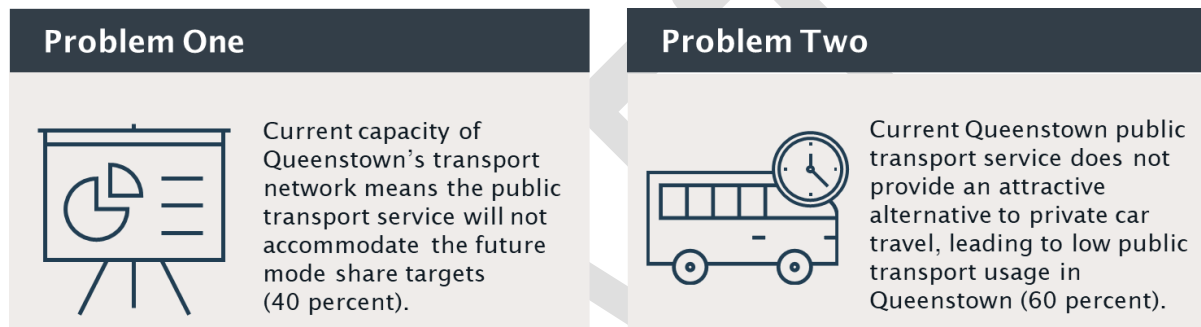 Problem One
Current capacity of
Queenstown's transport
network means the public
transport service will not
accommodate the future
mode share targets
(40 percent).
Problem Two
Current Queenstown public
transport service does not
provide an attractive
alternative to private car
travel, leading to low public
transport usage in
Queenstown (60 percent).